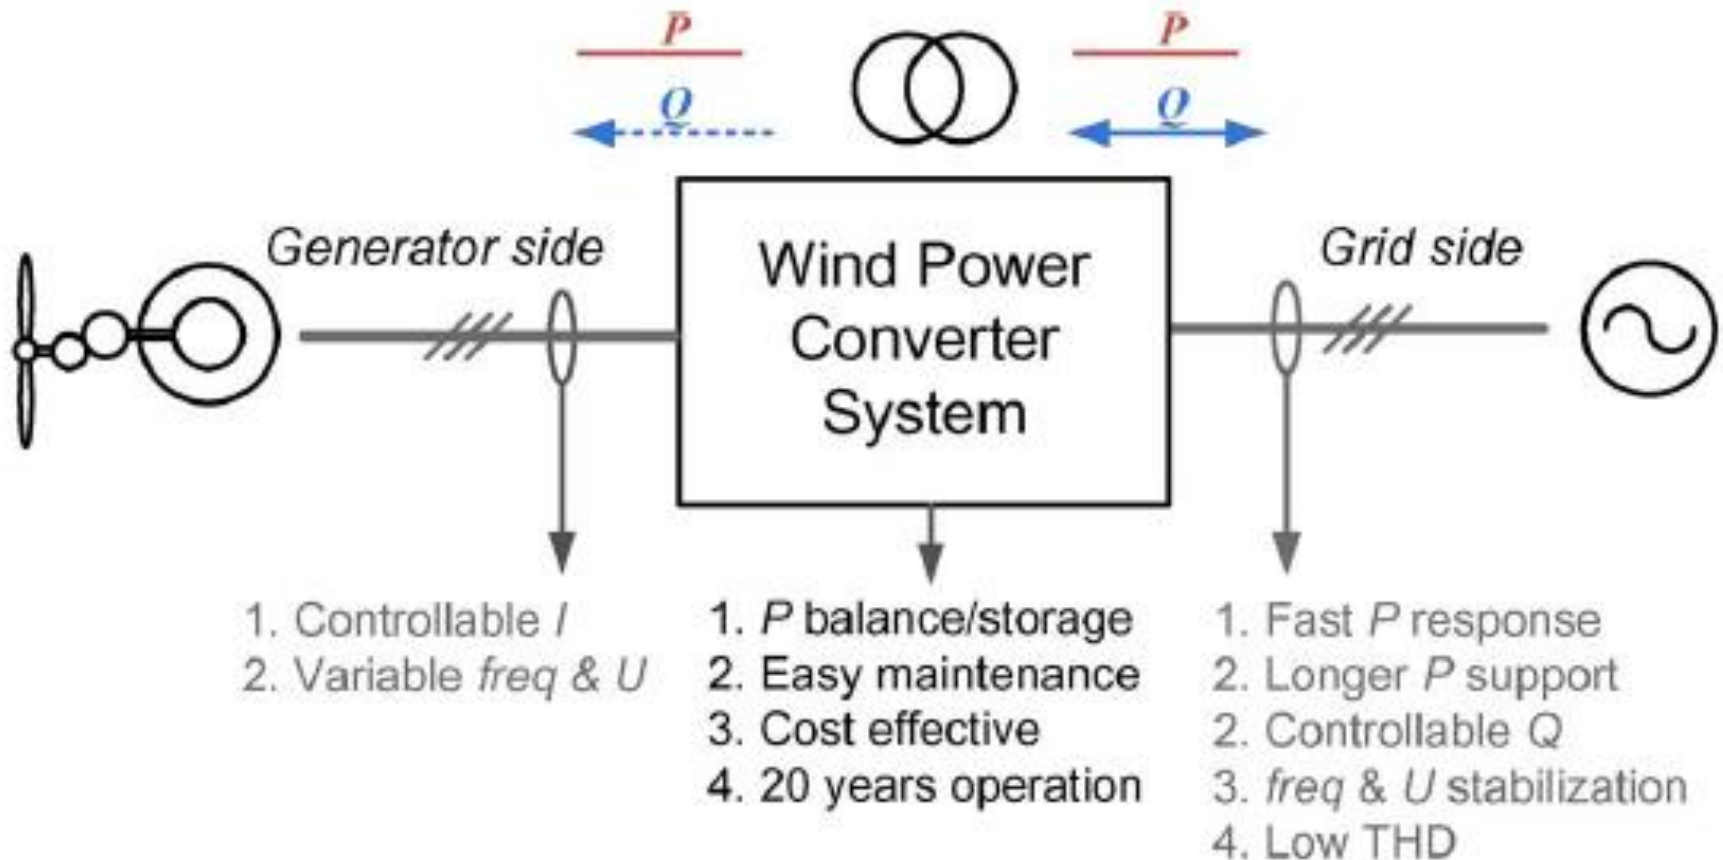 P
P
Q
Q
Generator side
Grid side
Wind Power
Converter
System
1. Controllable I
2. Variable freq & U
1. P balance/storage
2. Easy maintenance
3. Cost effective
4. 20 years operation
1. Fast P response
2. Longer P support
2. Controllable Q
3. freq & U stabilization
4. Low THD